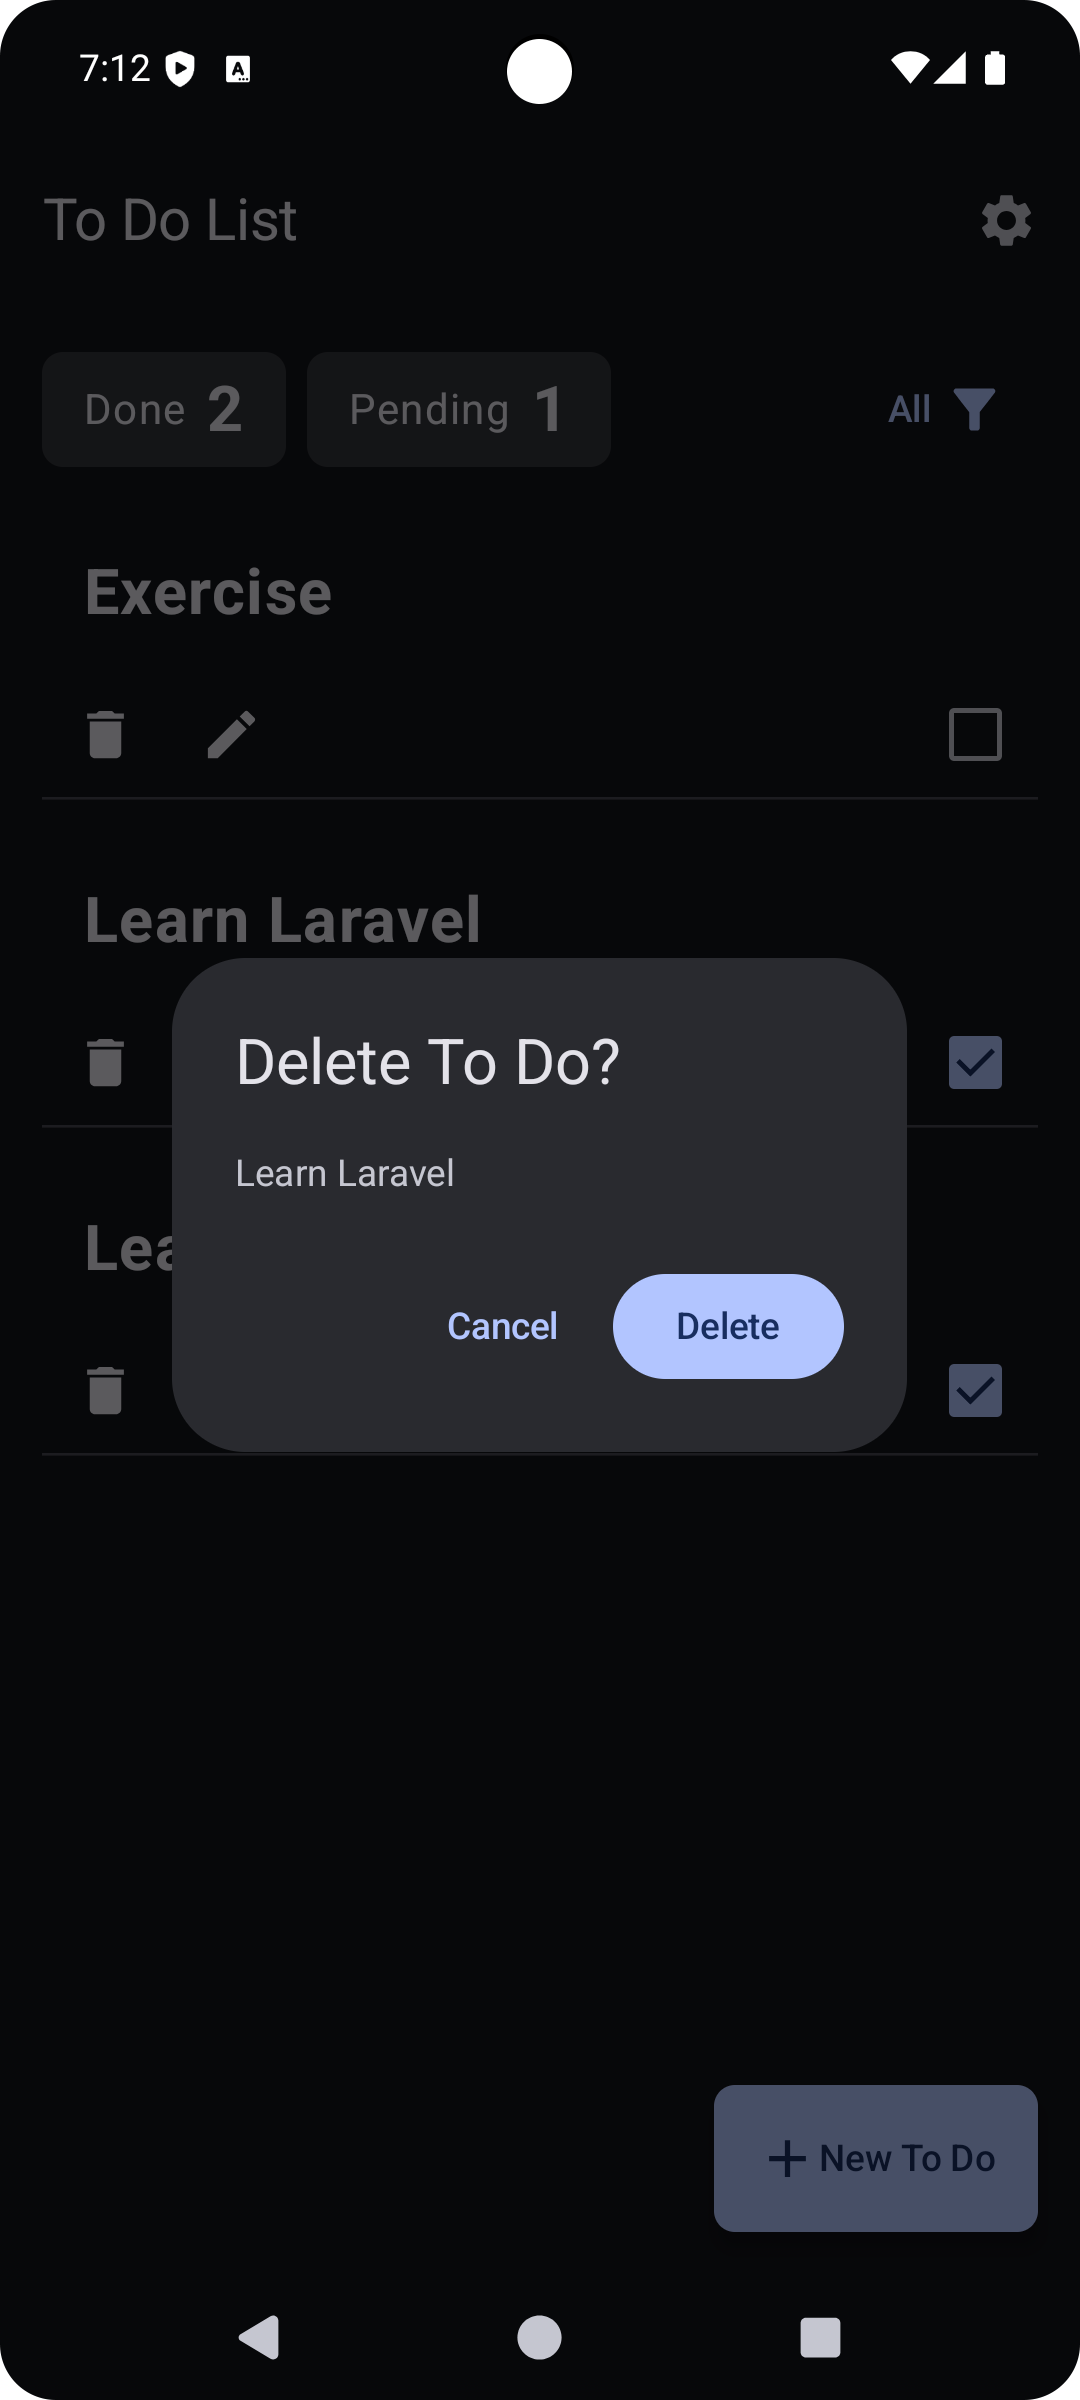 7:12
To Do List
Done 2 Pending 1 All
Exercise
Learn Laravel
Delete To Do?
Learn Laravel
Cancel Delete
New To Do